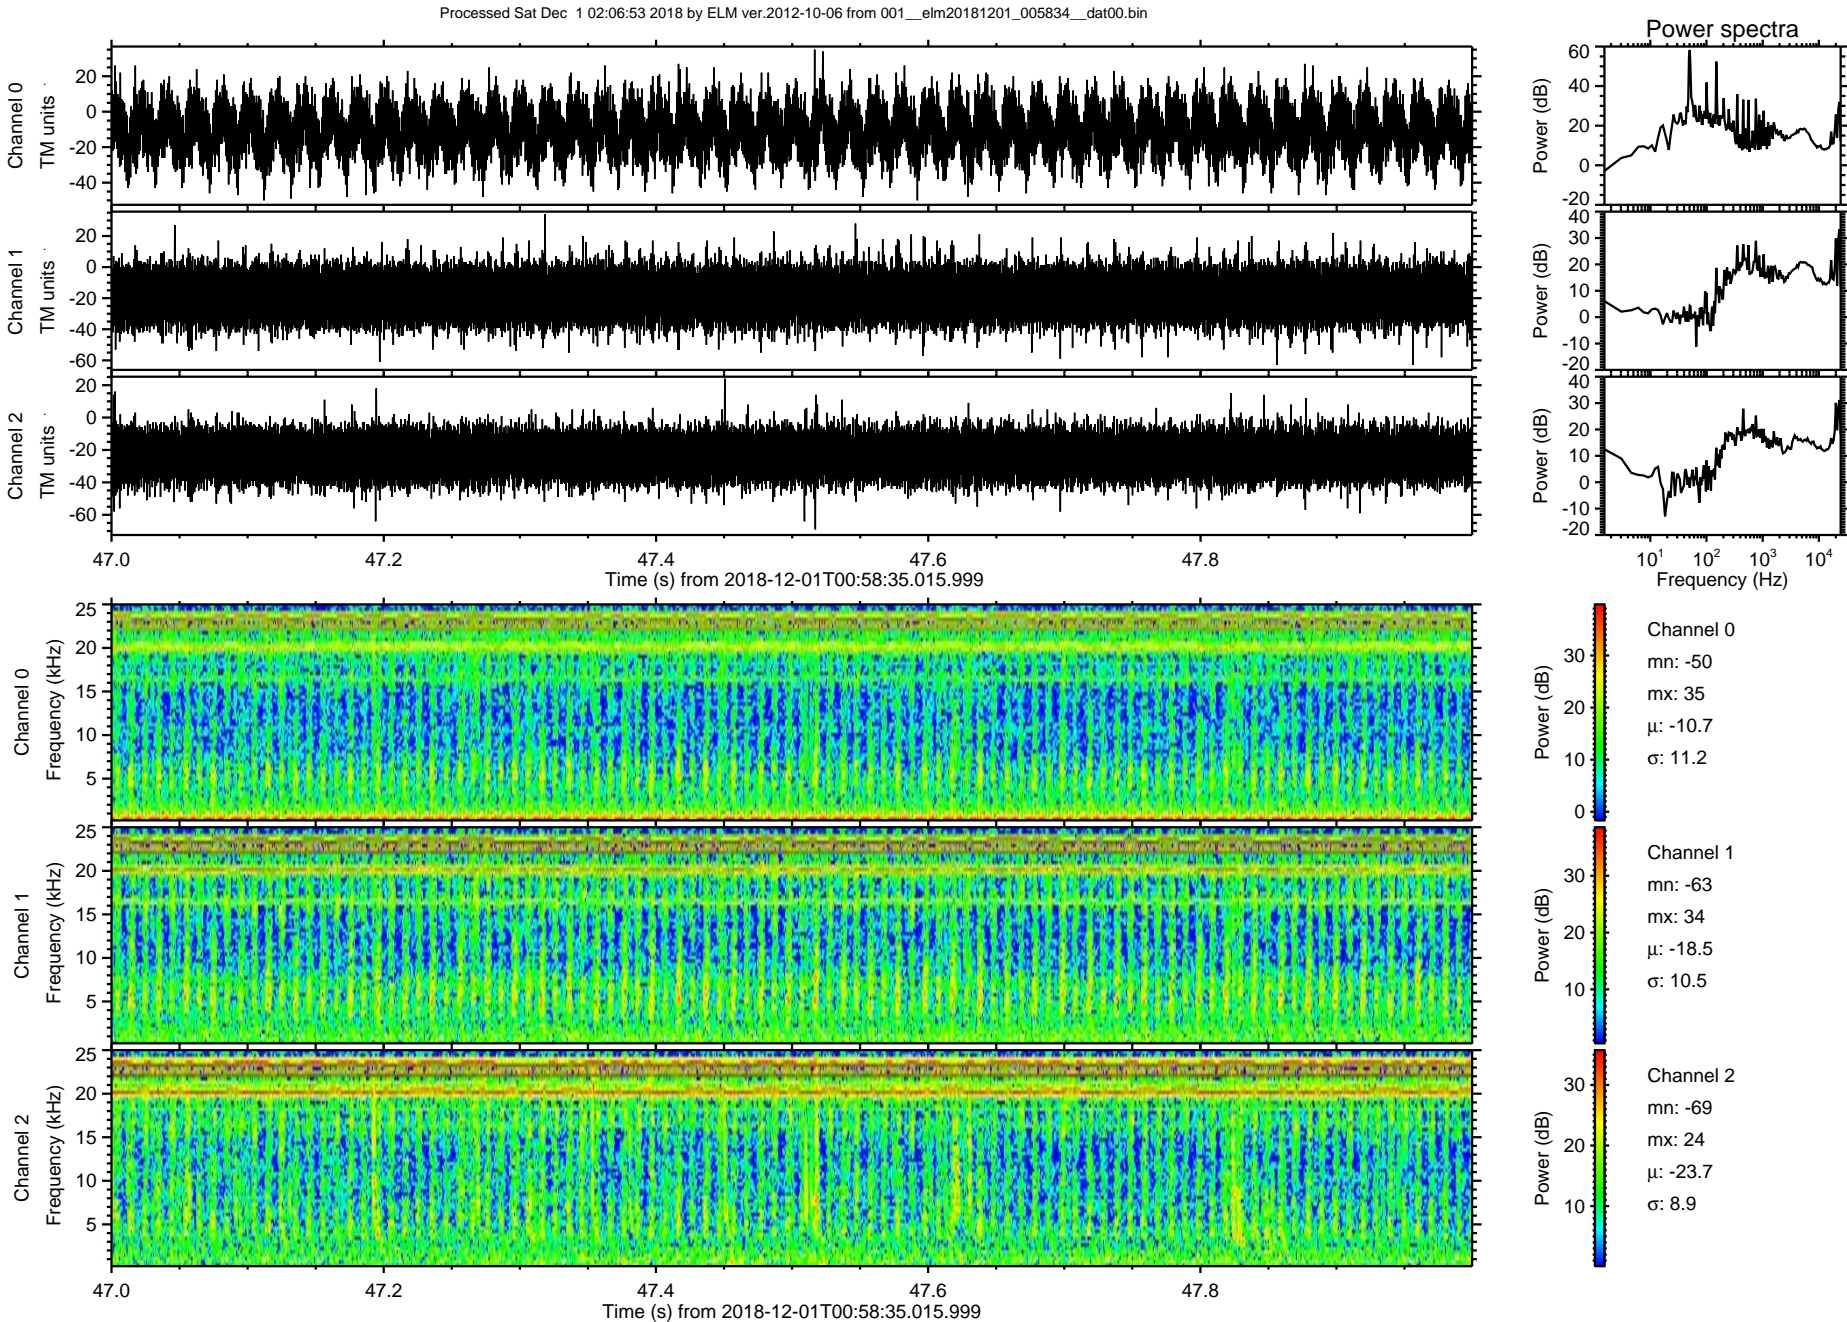 Processed Sat Dec 1 02:06:53 2018 by ELM ver.2012-10-06 from 001__elm20181201_005834__dat00.bin
Power spectra
Channel 0
TM units
20
0
-20
-40
Power (dB)
60
40
20
0
-20
Channel 1
TM units
20
0
-20
-40
-60
Power (dB)
40
30
20
10
0
-10
-20
Channel 2
TM units
20
0
-20
-40
-60
Power (dB)
40
30
20
10
0
-10
-20
47.0 47.2 47.4 47.6 47.8
Time (s) from 2018-12-01T00:58:35.015.999
10^1 10^2 10^3 10^4
Frequency (Hz)
Channel 0
Frequency (kHz)
25
20
15
10
5
Power (dB)
30
20
10
0
Channel 0
mn: -50
mx: 35
μ: -10.7
σ: 11.2
Channel 1
Frequency (kHz)
25
20
15
10
5
Power (dB)
30
20
10
Channel 1
mn: -63
mx: 34
μ: -18.5
σ: 10.5
Channel 2
Frequency (kHz)
25
20
15
10
5
Power (dB)
30
20
10
Channel 2
mn: -69
mx: 24
μ: -23.7
σ: 8.9
47.0 47.2 47.4 47.6 47.8
Time (s) from 2018-12-01T00:58:35.015.999